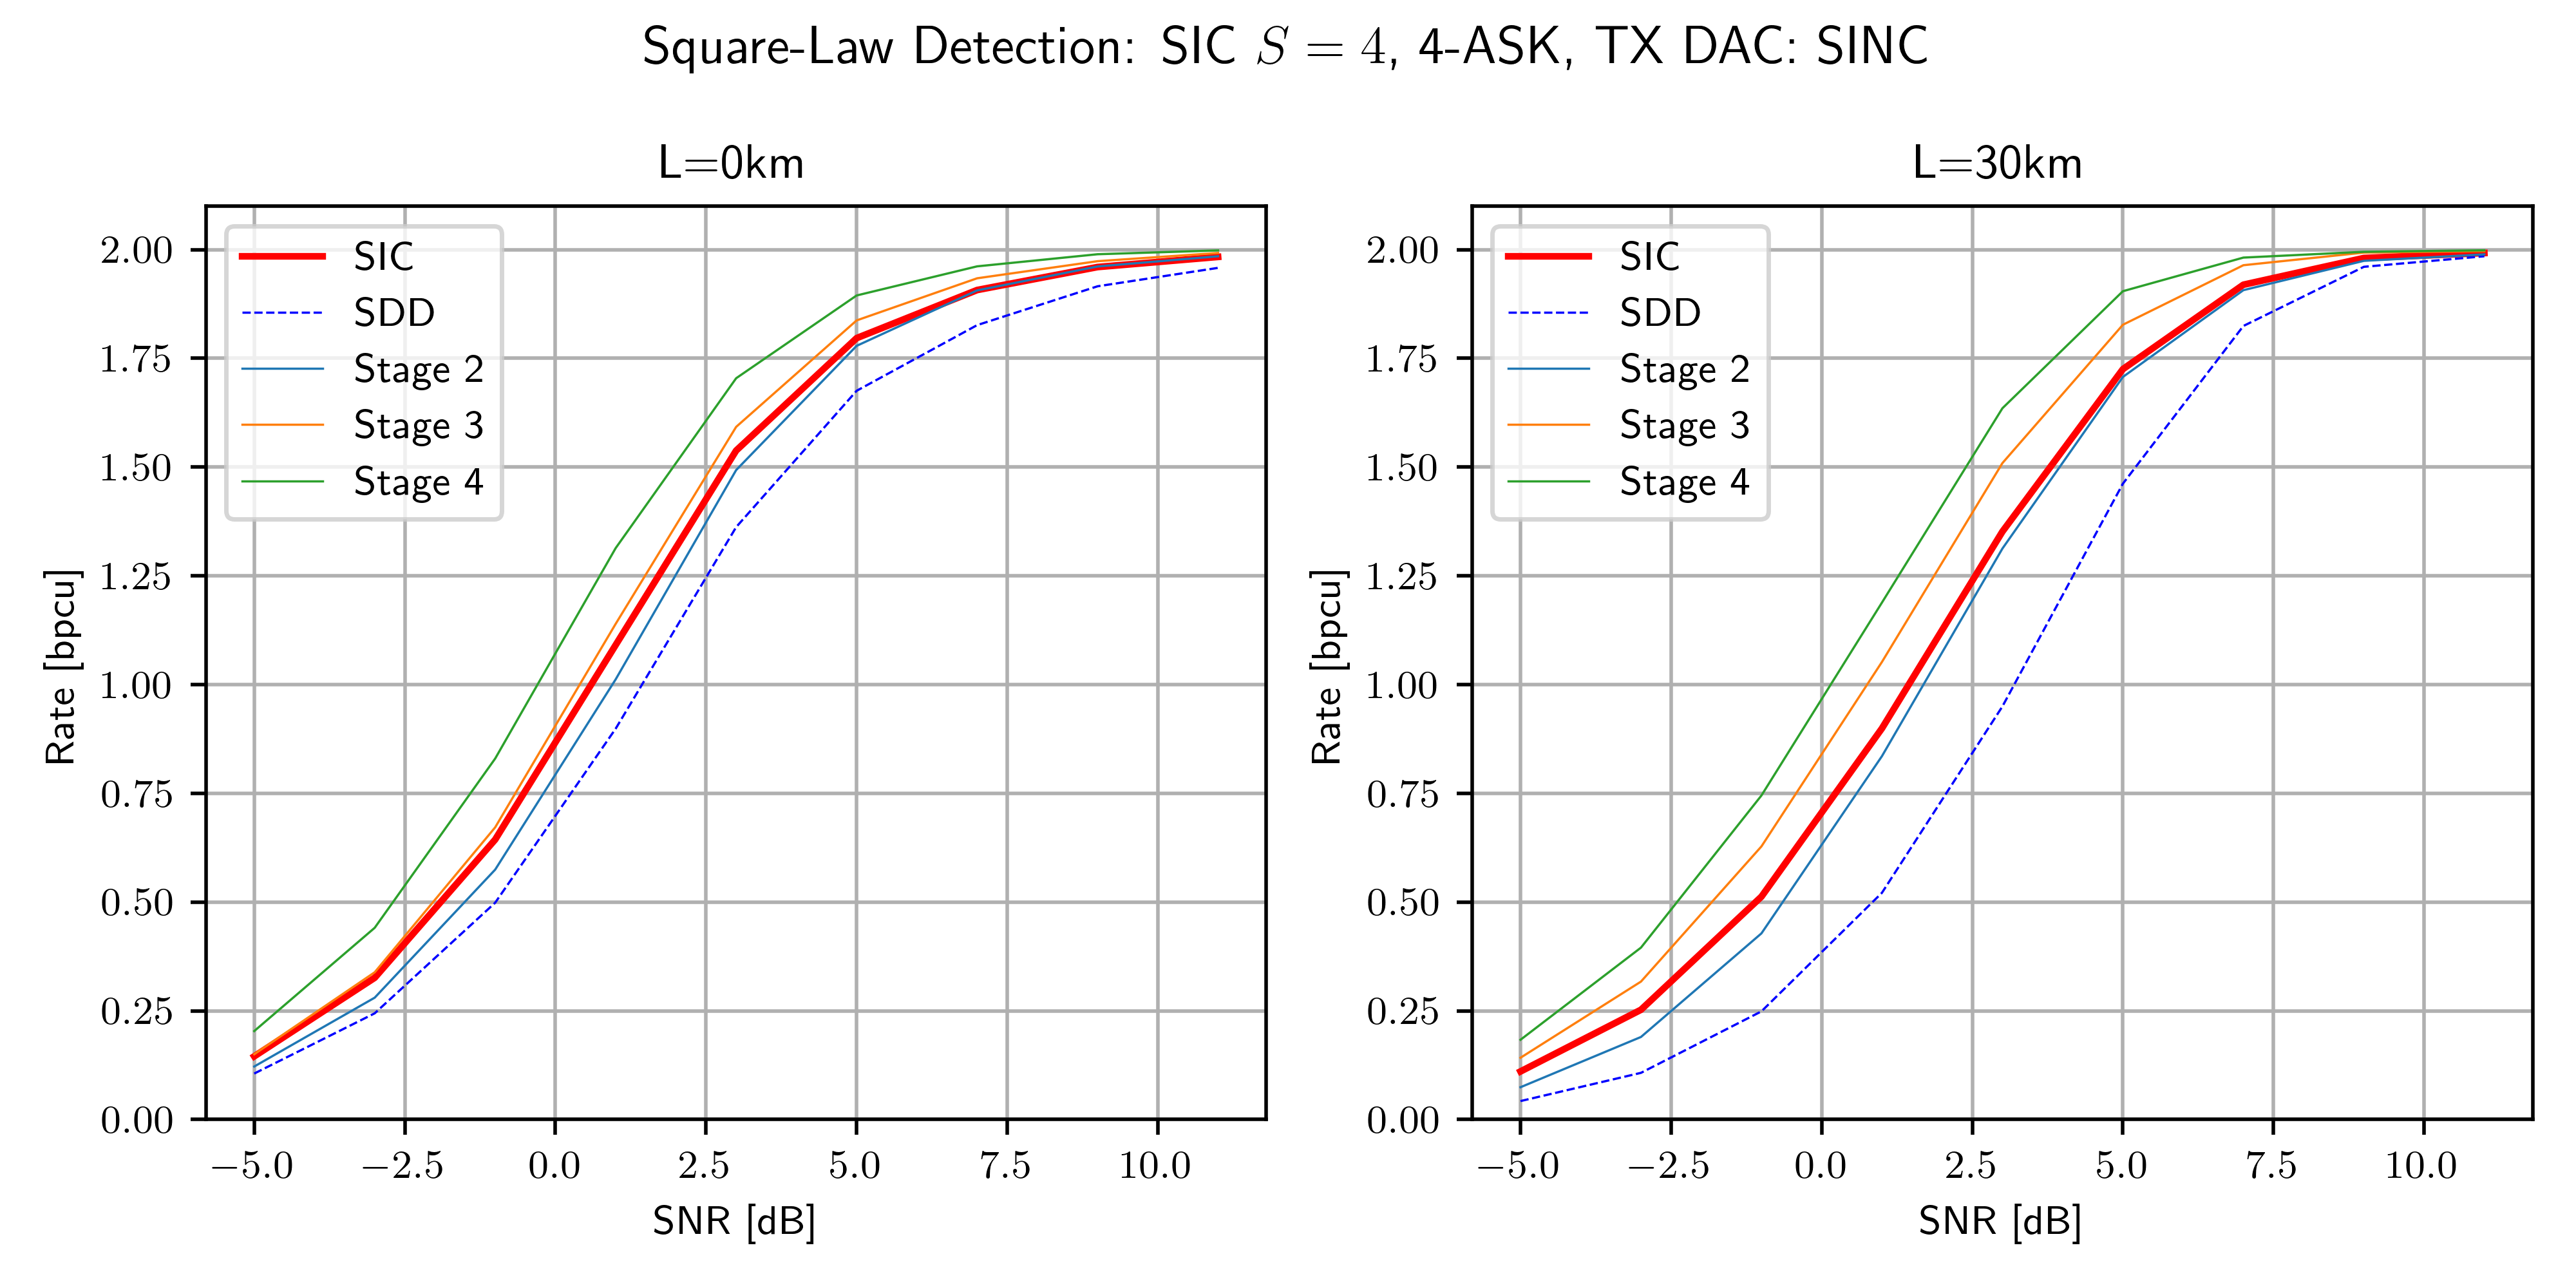 Square-Law Detection: SIC S = 4, 4-ASK, TX DAC: SINC
L=0km
2.00
1.75
1.50
1.25
1.00
0.75
0.50
0.25
0.00
Rate [bpcu]
SIC
SDD
Stage 2
Stage 3
Stage 4
−5.0 −2.5 0.0 2.5 5.0 7.5 10.0
SNR [dB]
L=30km
2.00
1.75
1.50
1.25
1.00
0.75
0.50
0.25
0.00
Rate [bpcu]
SIC
SDD
Stage 2
Stage 3
Stage 4
−5.0 −2.5 0.0 2.5 5.0 7.5 10.0
SNR [dB]